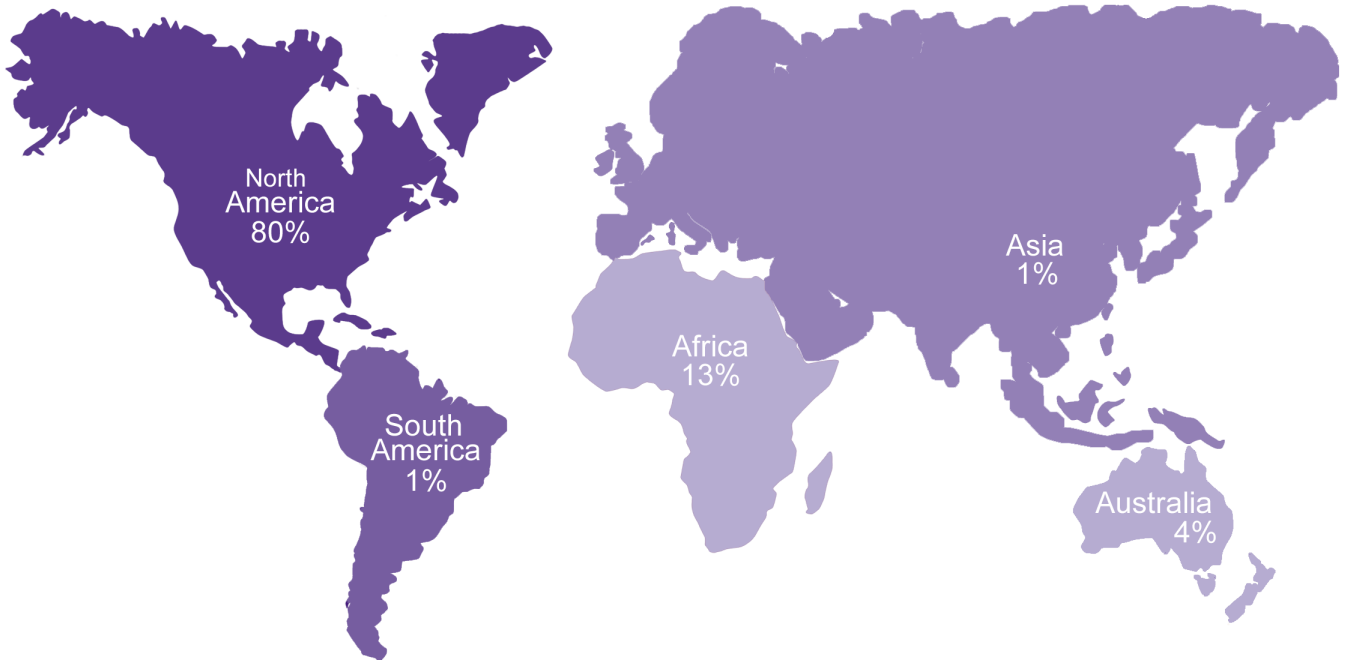 North
America
80%
South
America
1%
Africa
13%
Asia
1%
Australia
4%